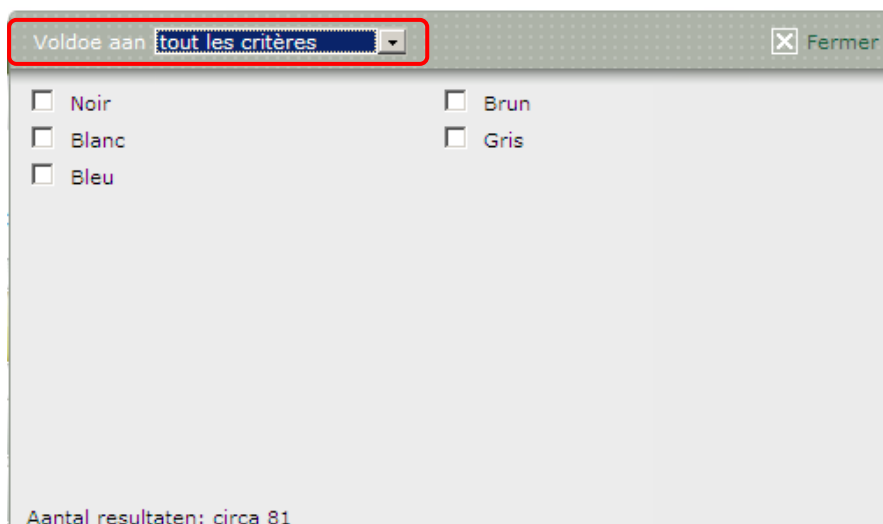 Voldoe aan tout les critères
Fermer
Noir
Brun
Blanc
Gris
Bleu
Aantal resultaten: circa 81